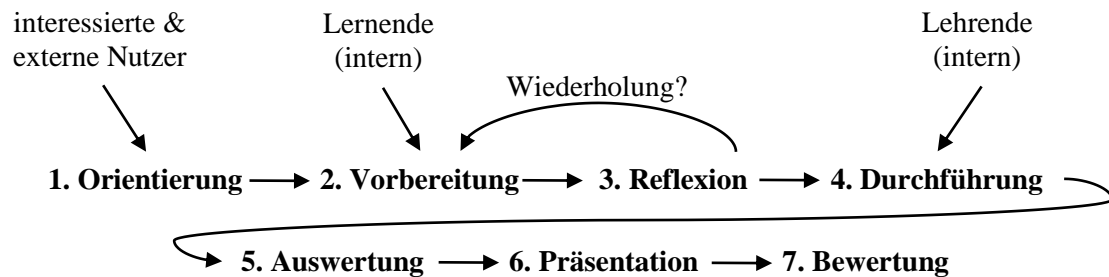 interessierte &
externe Nutzer
Lernende
(intern)
Lehrende
(intern)
Wiederholung?
1. Orientierung 2. Vorbereitung 3. Reflexion 4. Durchführung
5. Auswertung 6. Präsentation 7. Bewertung